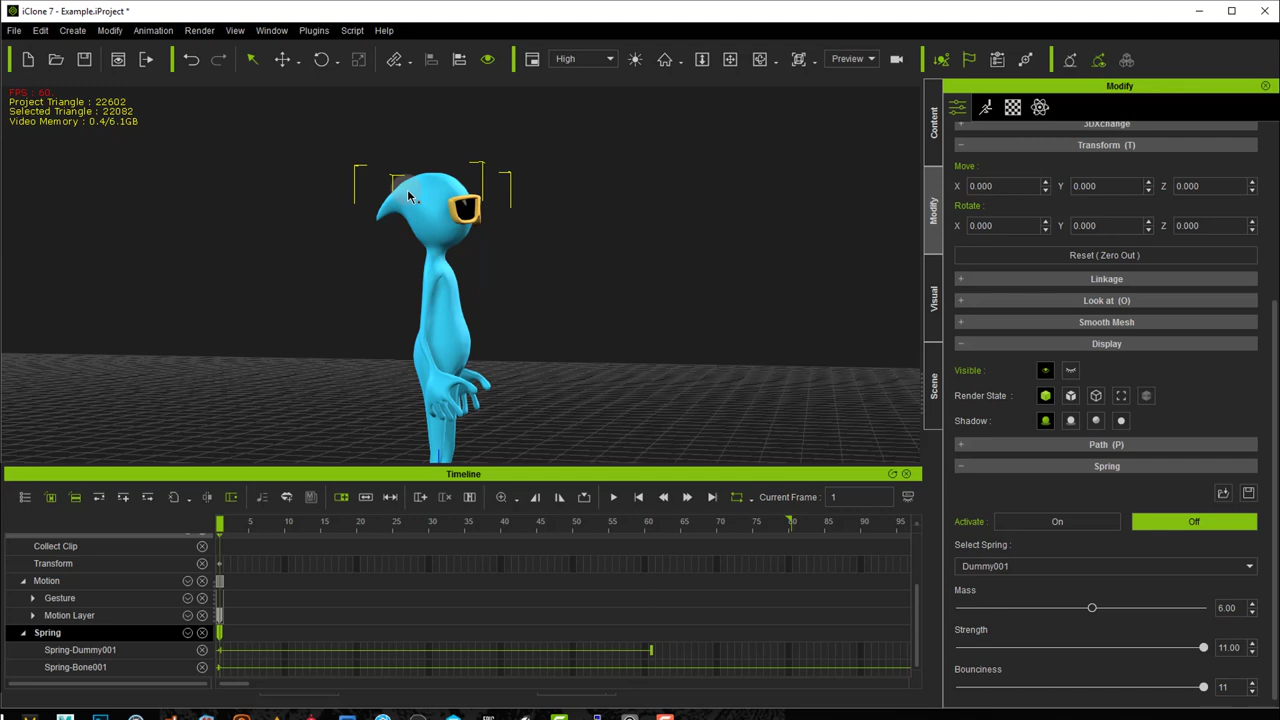 iClone 7 - Example.iProject *
File Edit Create Modify Animation Render View Window Plugins Script Help
High
Preview
FPS : 60.
Project Triangle : 22602
Selected Triangle : 22082
Video Memory : 0.4/6.1GB
Content
Modify
Visual
Scene
Modify
3DXchange
Transform (T)
Move :
X 0.000 Y 0.000 Z 0.000
Rotate :
X 0.000 Y 0.000 Z 0.000
Reset ( Zero Out )
Linkage
Look at (O)
Smooth Mesh
Display
Visible :
Render State :
Shadow :
Path (P)
Spring
Activate : On Off
Select Spring :
Dummy001
Mass
6.00
Strength
11.00
Bounciness
11
Timeline
Current Frame : 1
5 10 15 20 25 30 35 40 45 50 55 60 65 70 75 80 85 90 95
Collect Clip
Transform
Motion
Gesture
Motion Layer
Spring
Spring-Dummy001
Spring-Bone001